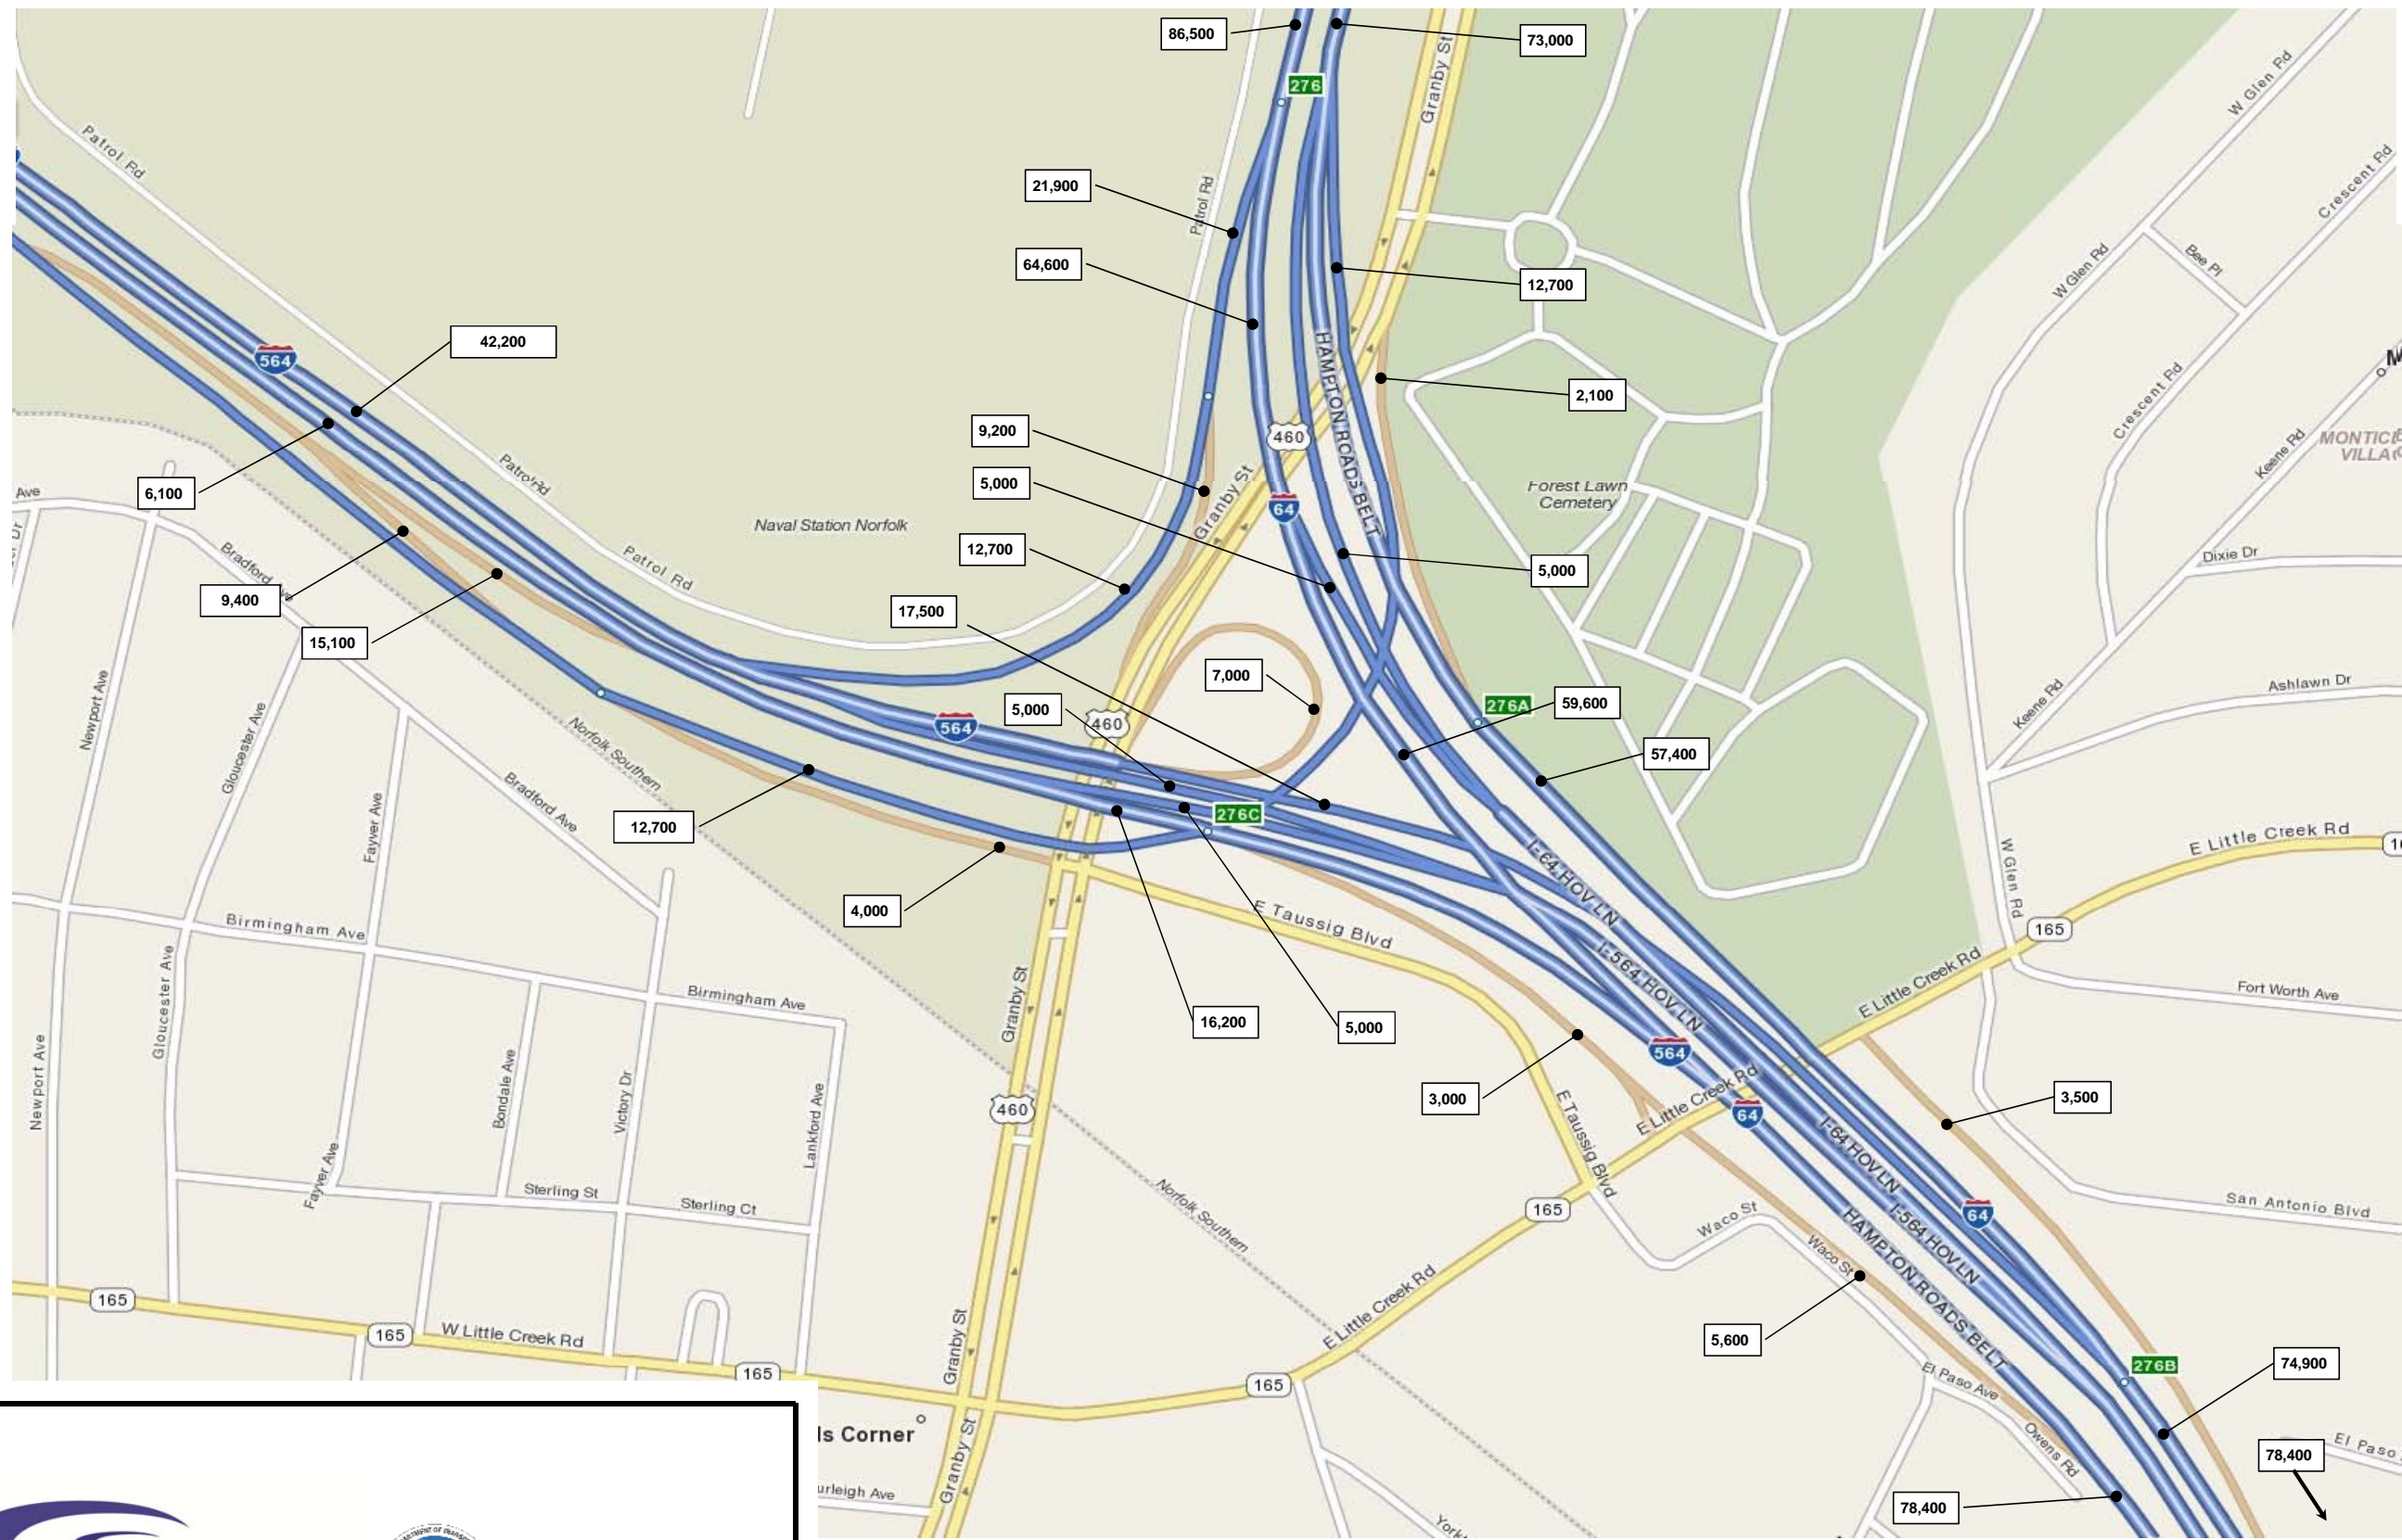 86,500
73,000
276
Granby St
W Glen Rd
Patrol Rd
Crescent Rd
21,900
Patrol Rd
64,600
12,700
W Glen Rd
Bee Pl
42,200
564
HAMPTON ROADS BELT
2,100
Crescent Rd
9,200
460
Keene Rd
6,100
Ave
Patrol Rd
5,000
Granby St
64
Forest Lawn
Cemetery
Naval Station Norfolk
12,700
5,000
Dixie Dr
Bradford Ave
Patrol Rd
9,400
17,500
15,100
7,000
Newport Ave
Gloucester Ave
5,000
460
564
276A
59,600
Keene Rd
Ashlawn Dr
57,400
Norfolk Southern
Bradford Ave
12,700
Fayver Ave
276C
E Little Creek Rd
I-64 HOV LN
W Glen Rd
4,000
E Taussig Blvd
Birmingham Ave
165
I-564 HOV LN
E Little Creek Rd
Gloucester Ave
Birmingham Ave
Granby St
16,200
5,000
Fort Worth Ave
564
Newport Ave
Bondale Ave
Victory Dr
Lankford Ave
460
3,000
E Little Creek Rd
64
3,500
E Taussig Blvd
I-64 HOV LN
Fayver Ave
Sterling St
Sterling Ct
Norfolk Southern
165
Waco St
64
San Antonio Blvd
I-564 HOV LN
HAMPTON ROADS BELT
Waco St
165
165
W Little Creek Rd
Granby St
E Little Creek Rd
5,600
165
165
276B
74,900
El Paso Ave
ls Corner
Granby St
Owens Rd
78,400
El Paso
urleigh Ave
78,400